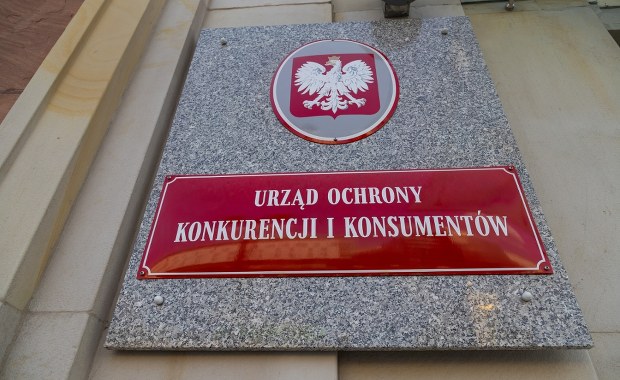 URZĄD OCHRONY
KONKURENCJI I KONSUMENTÓW